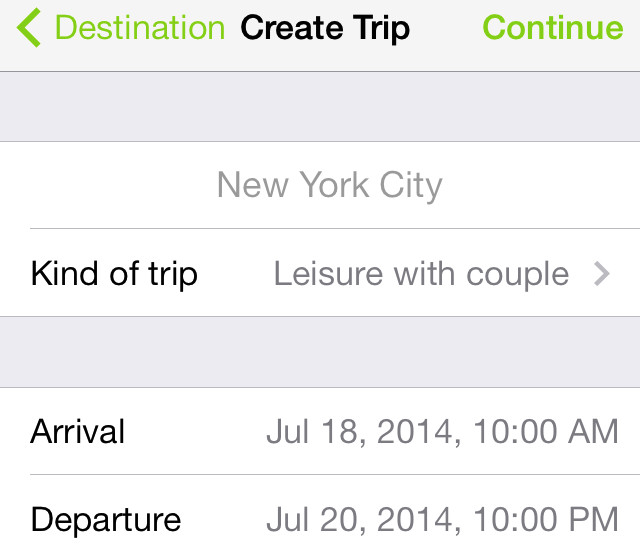 Destination Create Trip Continue
New York City
Kind of trip Leisure with couple
Arrival Jul 18, 2014, 10:00 AM
Departure Jul 20, 2014, 10:00 PM